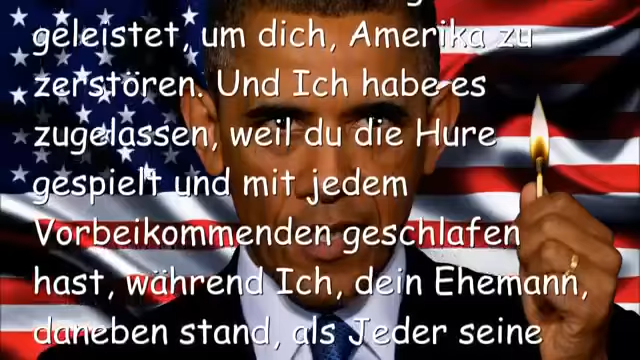 geleistet, um dich, Amerika zu
zerstören. Und Ich habe es
zugelassen, weil du die Hure
gespielt und mit jedem
Vorbeikommenden geschlafen
hast, während Ich, dein Ehemann,
daneben stand, als Jeder seine